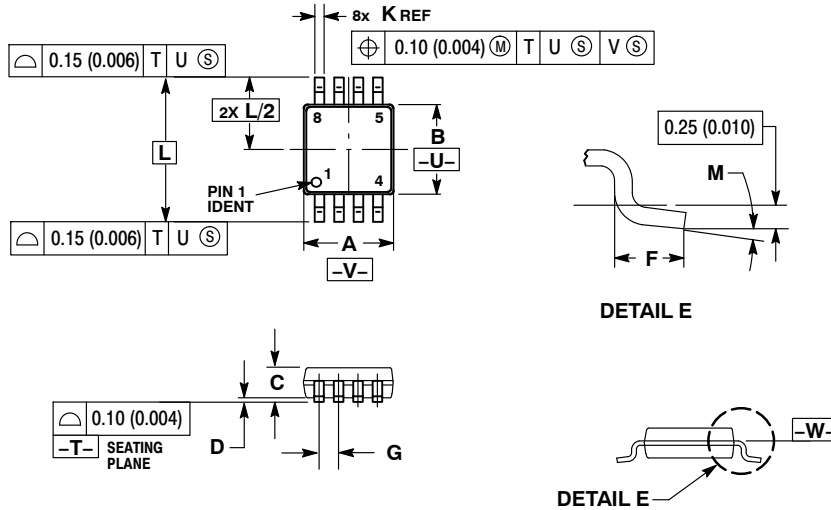 8x K REF
⌓ 0.15 (0.006) T U Ⓢ
⌖ 0.10 (0.004) Ⓜ T U Ⓢ V Ⓢ
2X L/2
8 5
B
-U-
L
PIN 1
IDENT
1 4
⌓ 0.15 (0.006) T U Ⓢ
A
-V-
0.25 (0.010)
M
F
DETAIL E
C
⌓ 0.10 (0.004)
-T- SEATING
PLANE
D
G
-W-
DETAIL E